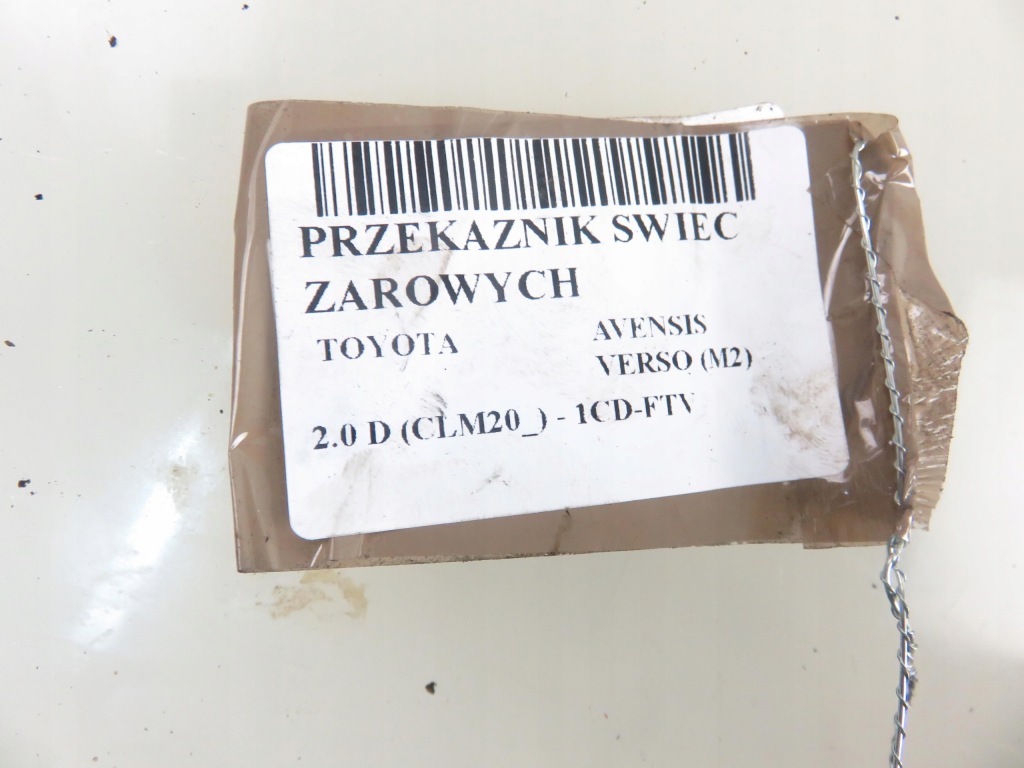 PRZEKAZNIK SWIEC
ZAROWYCH
TOYOTA
AVENSIS
VERSO (M2)
2.0 D (CLM20_) - 1CD-FTV